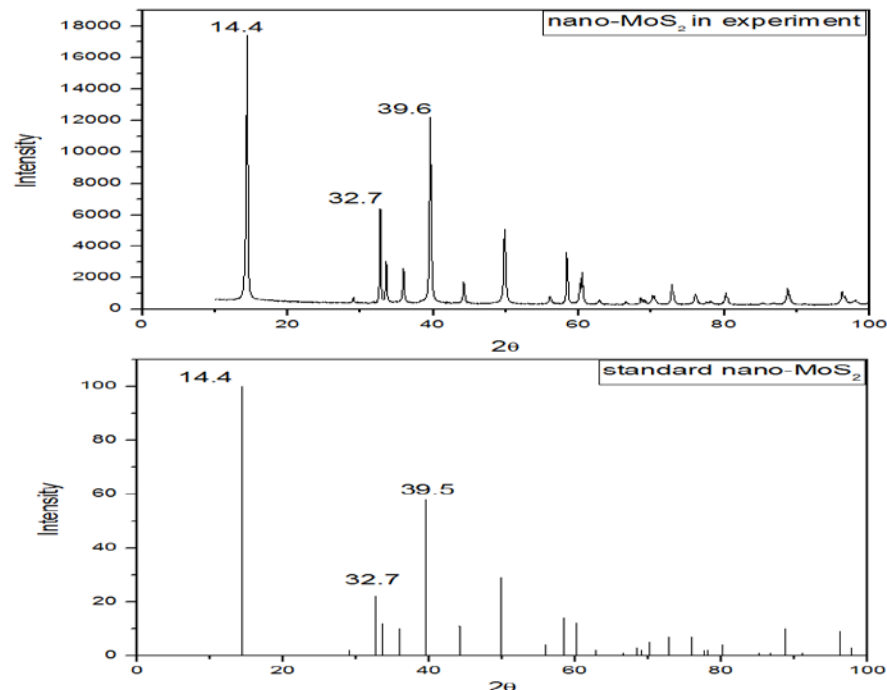 nano-MoS₂ in experiment
14.4
39.6
32.7
Intensity
18000
16000
14000
12000
10000
8000
6000
4000
2000
0
0 20 40 60 80 100
2θ
standard nano-MoS₂
14.4
39.5
32.7
Intensity
100
80
60
40
20
0
0 20 40 60 80 100
2θ